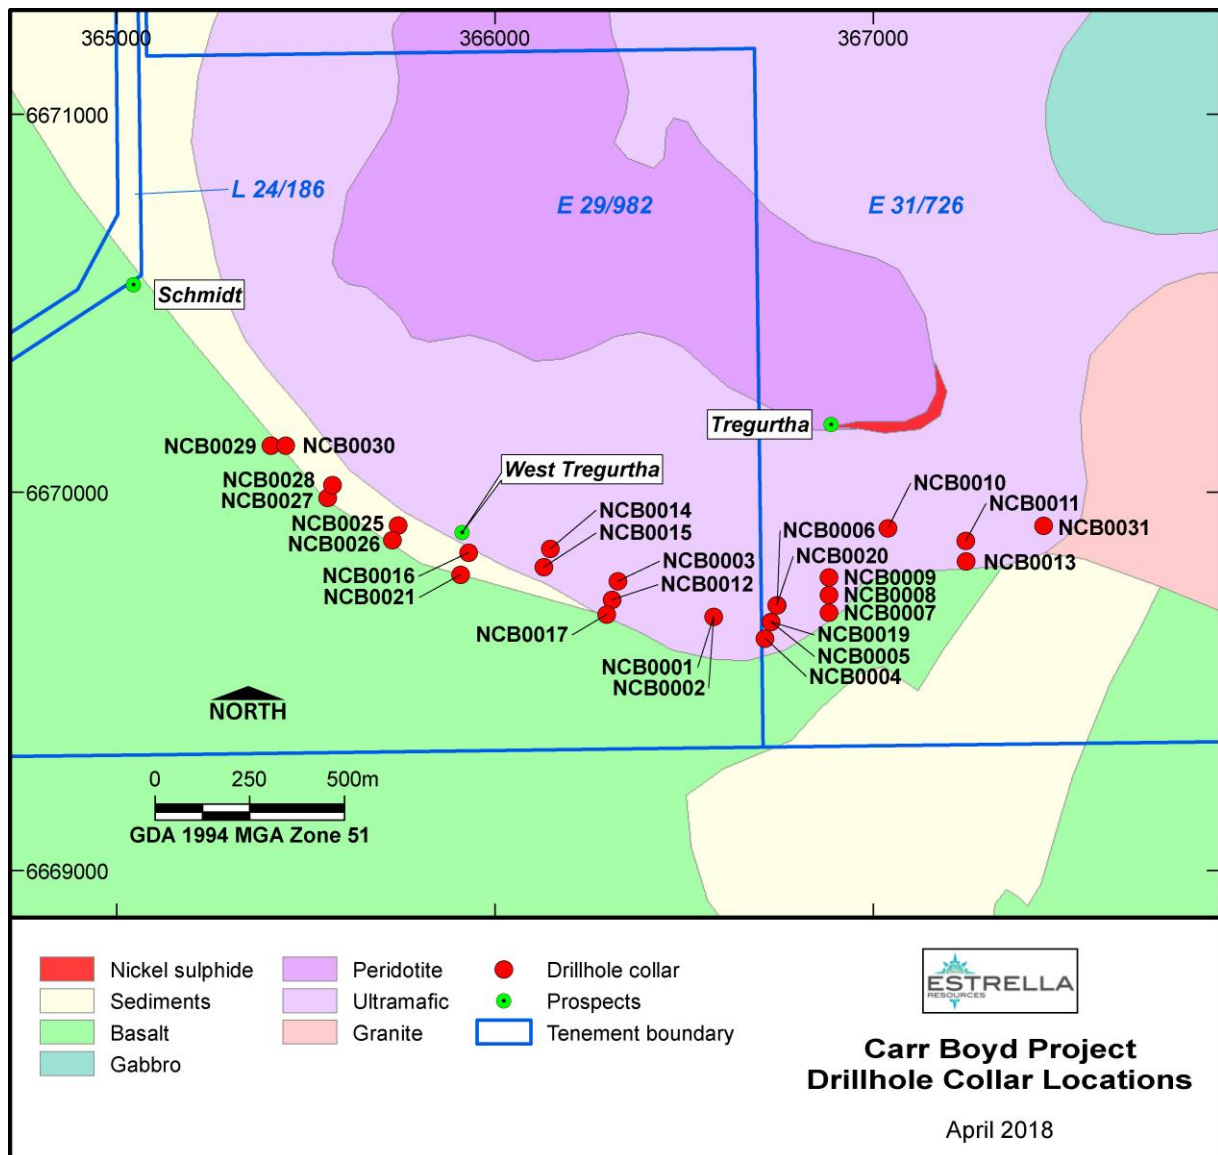 365000
366000
367000
6671000
L 24/186
E 29/982
E 31/726
Schmidt
Tregurtha
NCB0029
NCB0030
West Tregurtha
NCB0028
NCB0027
6670000
NCB0010
NCB0011
NCB0014
NCB0015
NCB0006
NCB0020
NCB0031
NCB0025
NCB0026
NCB0016
NCB0021
NCB0003
NCB0012
NCB0013
NCB0009
NCB0008
NCB0007
NCB0017
NCB0019
NCB0005
NCB0004
NCB0001
NCB0002
NORTH
0 250 500m
GDA 1994 MGA Zone 51
6669000
Nickel sulphide
Sediments
Basalt
Gabbro
Peridotite
Ultramafic
Granite
Drillhole collar
Prospects
Tenement boundary
ESTRELLA
RESOURCES
Carr Boyd Project
Drillhole Collar Locations
April 2018